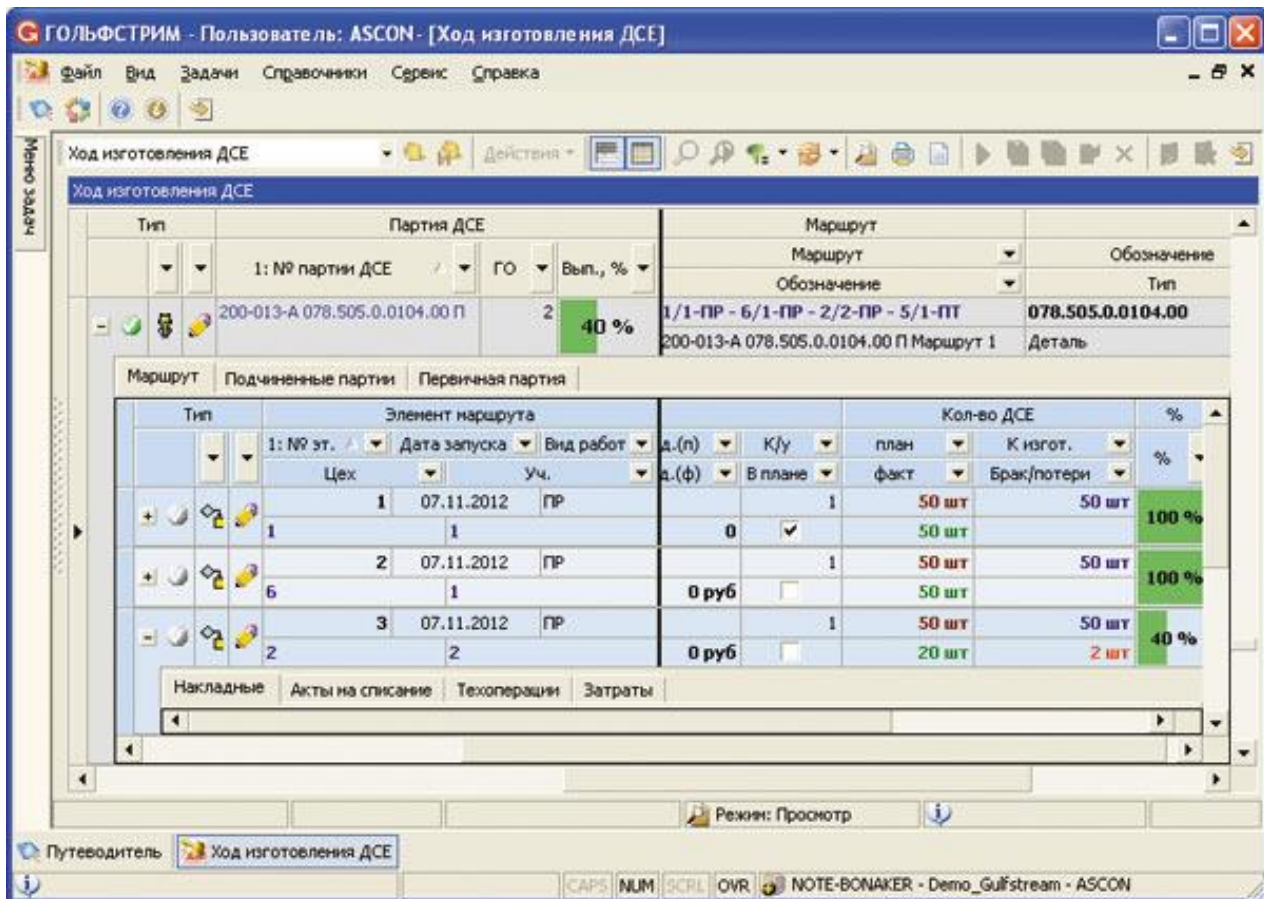 ГОЛЬФСТРИМ - Пользователь: ASCON - [Ход изготовления ДСЕ]
Файл Вид Задачи Справочники Сервис Справка
Меню задач
Ход изготовления ДСЕ Действия
Ход изготовления ДСЕ
Тип Партия ДСЕ Маршрут
Маршрут Обозначение
1: № партии ДСЕ ГО Вып., %
Обозначение Тип
200-013-А 078.505.0.0104.00 П 2 40 % 1/1-ПР - 6/1-ПР - 2/2-ПР - 5/1-ПТ 078.505.0.0104.00
200-013-А 078.505.0.0104.00 П Маршрут 1 Деталь
Маршрут Подчиненные партии Первичная партия
Тип Элемент маршрута Кол-во ДСЕ %
1: № эт. Дата запуска Вид работ д.(п) К/у план К изгот. %
Цех Уч. д.(ф) В плане факт Брак/потери
1 07.11.2012 ПР 1 50 шт 50 шт 100 %
1 1 0 50 шт
2 07.11.2012 ПР 1 50 шт 50 шт 100 %
6 1 0 руб 50 шт
3 07.11.2012 ПР 1 50 шт 50 шт 40 %
2 2 0 руб 20 шт 2 шт
Накладные Акты на списание Техоперации Затраты
Режим: Просмотр
Путеводитель Ход изготовления ДСЕ
CAPS NUM SCRL OVR NOTE-BONAKER - Demo_Gulfstream - ASCON